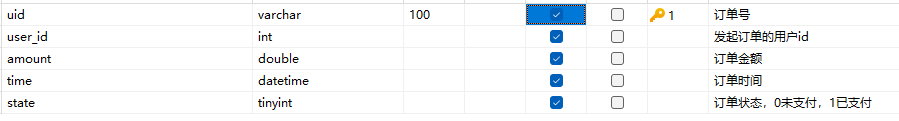 uid varchar 100 1 订单号
user_id int 发起订单的用户id
amount double 订单金额
time datetime 订单时间
state tinyint 订单状态，0未支付，1已支付